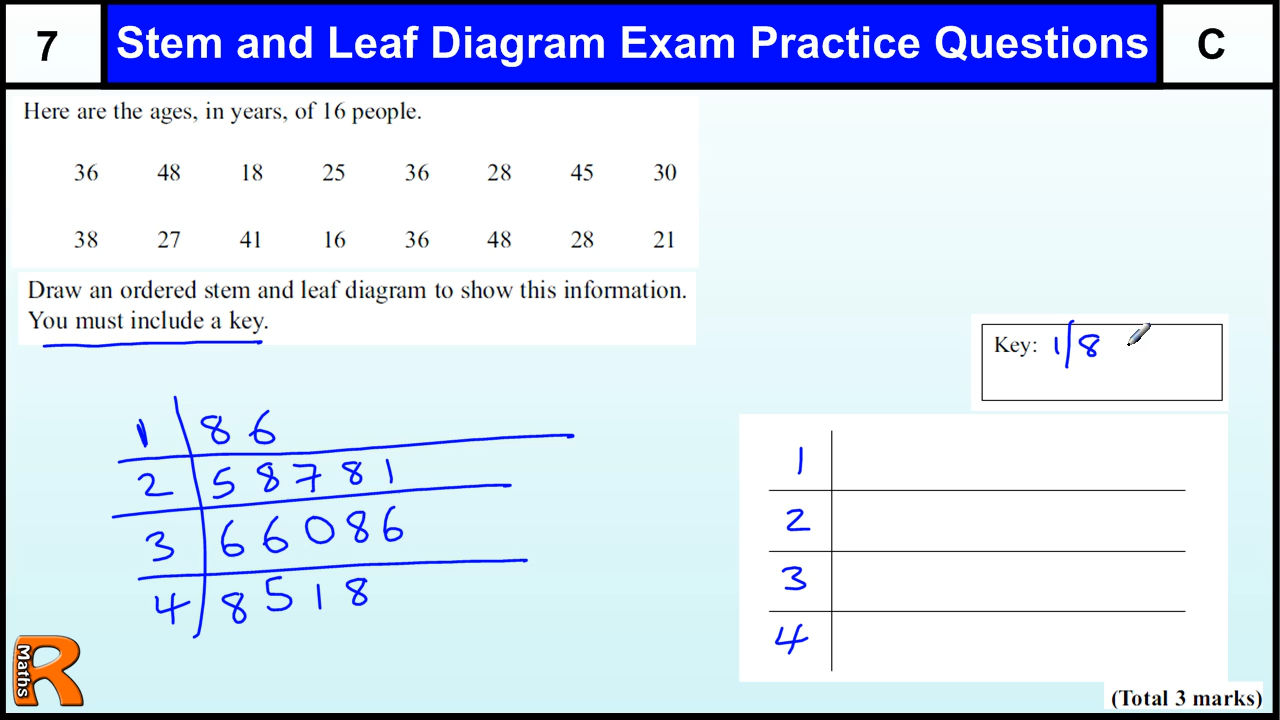 7 Stem and Leaf Diagram Exam Practice Questions C
Here are the ages, in years, of 16 people.
36 48 18 25 36 28 45 30
38 27 41 16 36 48 28 21
Draw an ordered stem and leaf diagram to show this information.
You must include a key.
Key: 1|8
1 | 8 6
2 | 5 8 7 8 1
3 | 6 6 0 8 6
4 | 8 5 1 8
1
2
3
4
R Maths
(Total 3 marks)